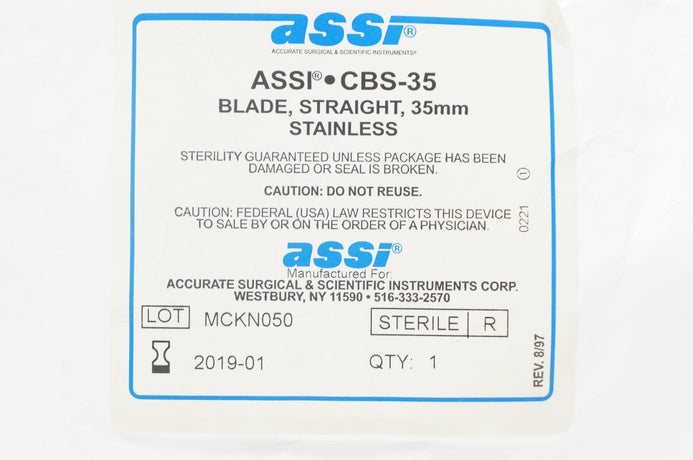 assi®
ACCURATE SURGICAL & SCIENTIFIC INSTRUMENTS®
ASSI®•CBS-35
BLADE, STRAIGHT, 35mm
STAINLESS
STERILITY GUARANTEED UNLESS PACKAGE HAS BEEN
DAMAGED OR SEAL IS BROKEN.
CAUTION: DO NOT REUSE.
CAUTION: FEDERAL (USA) LAW RESTRICTS THIS DEVICE
TO SALE BY OR ON THE ORDER OF A PHYSICIAN.
0221 ①
assi®
Manufactured For:
ACCURATE SURGICAL & SCIENTIFIC INSTRUMENTS CORP.
WESTBURY, NY 11590 • 516-333-2570
LOT MCKN050 STERILE R
2019-01 QTY: 1
REV. 8/97